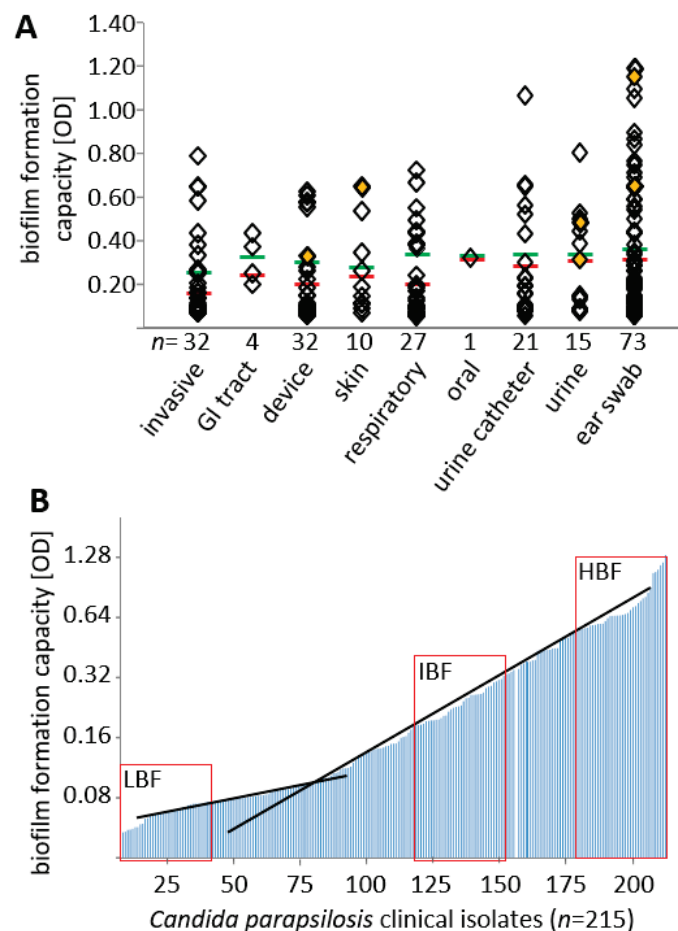 A
biofilm formation
capacity [OD]
1.40
1.20
1.00
0.80
0.60
0.40
0.20
n= 32 4 32 10 27 1 21 15 73
invasive
GI tract
device
skin
respiratory
oral
urine catheter
urine
ear swab
B
biofilm formation capacity [OD]
1.28
0.64
0.32
0.16
0.08
LBF
IBF
HBF
25 50 75 100 125 150 175 200
Candida parapsilosis clinical isolates (n=215)